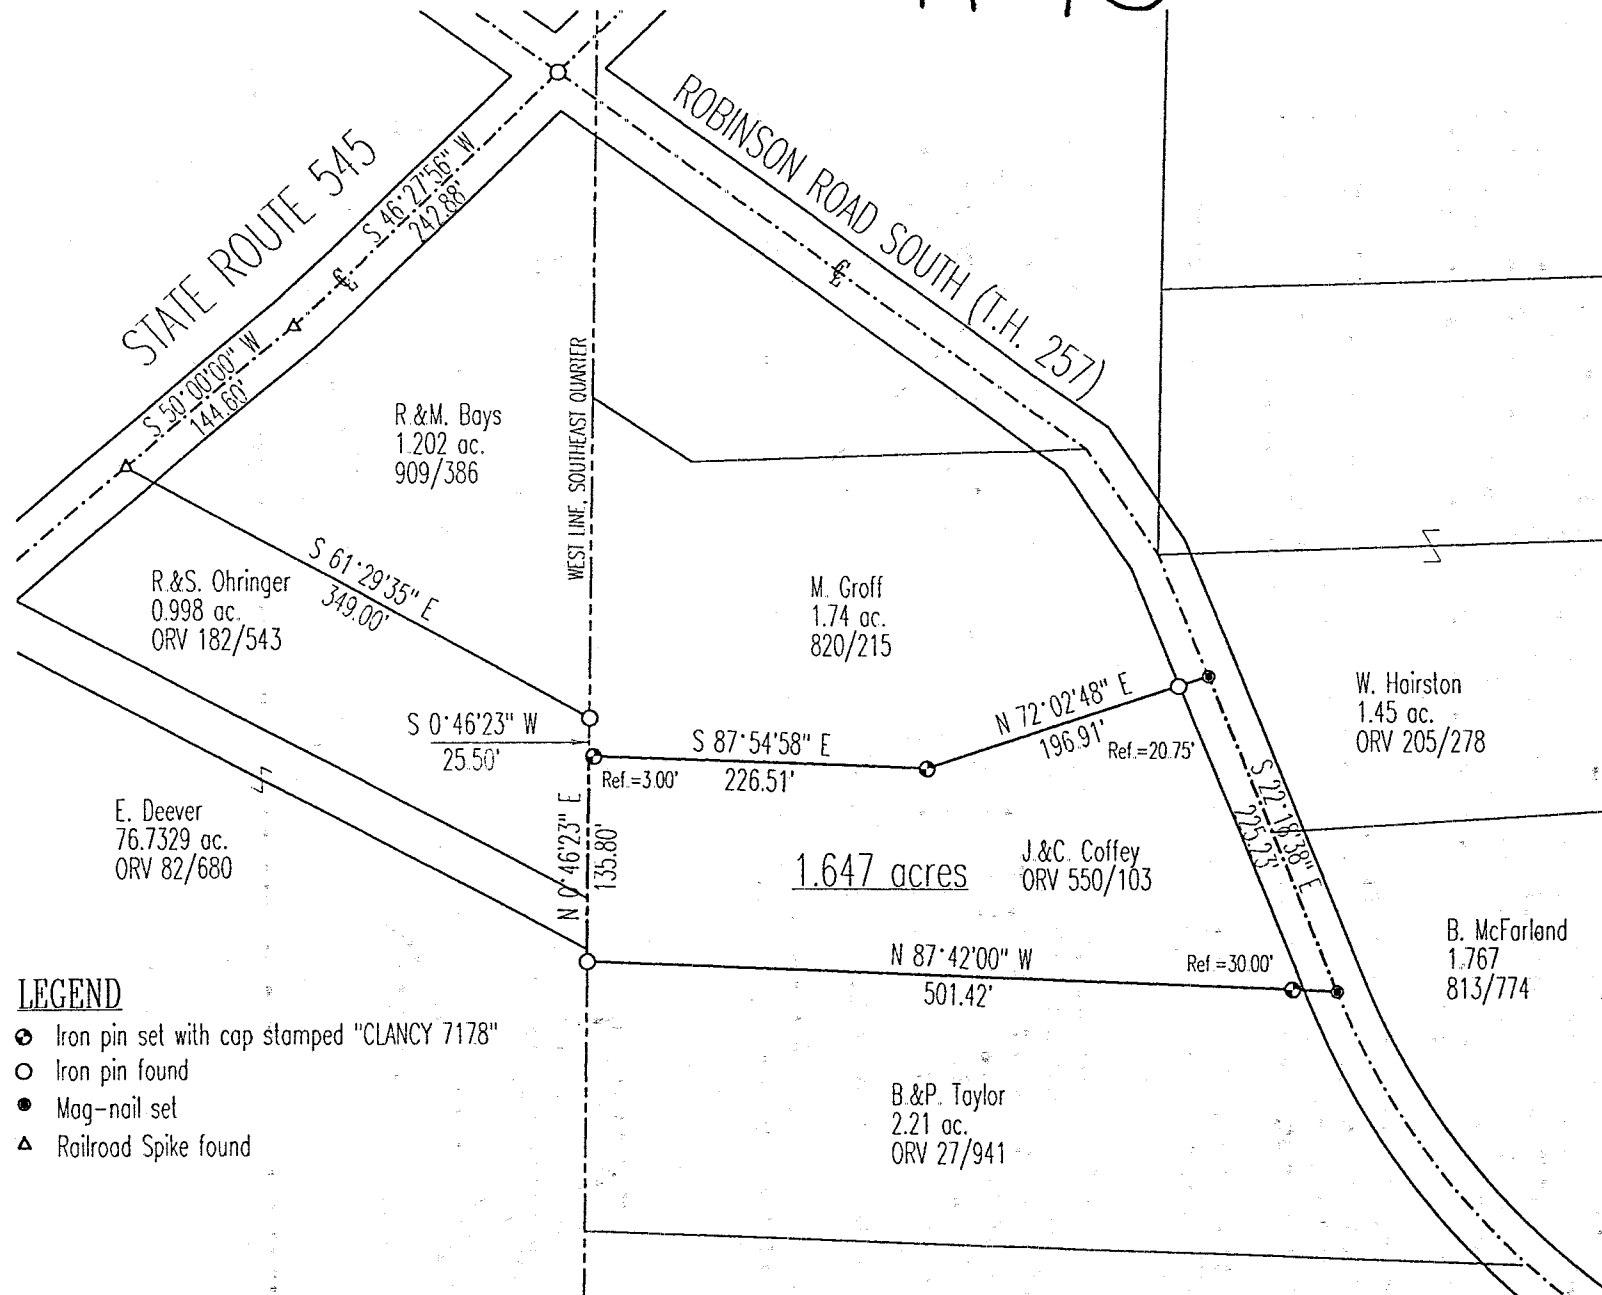 STATE ROUTE 545
S 46°27'56" W
242.88'
ROBINSON ROAD SOUTH (T.H. 257)
℄
℄
S 50°00'00" W
144.60'
WEST LINE, SOUTHEAST QUARTER
R.&M. Bays
1.202 ac.
909/386
S 61°29'35" E
349.00'
R.&S. Ohringer
0.998 ac.
ORV 182/543
M. Groff
1.74 ac.
820/215
S 0°46'23" W
25.50'
S 87°54'58" E
226.51'
Ref.=3.00'
N 72°02'48" E
196.91'
Ref.=20.75'
W. Hairston
1.45 ac.
ORV 205/278
S 22°18'38" E
225.23'
E. Deever
76.7329 ac.
ORV 82/680
N 0°46'23" E
135.80'
1.647 acres
J.&C. Coffey
ORV 550/103
N 87°42'00" W
501.42'
Ref.=30.00'
B. McFarland
1.767
813/774
LEGEND
Iron pin set with cap stamped "CLANCY 7178"
Iron pin found
Mag-nail set
Railroad Spike found
B.&P. Taylor
2.21 ac.
ORV 27/941